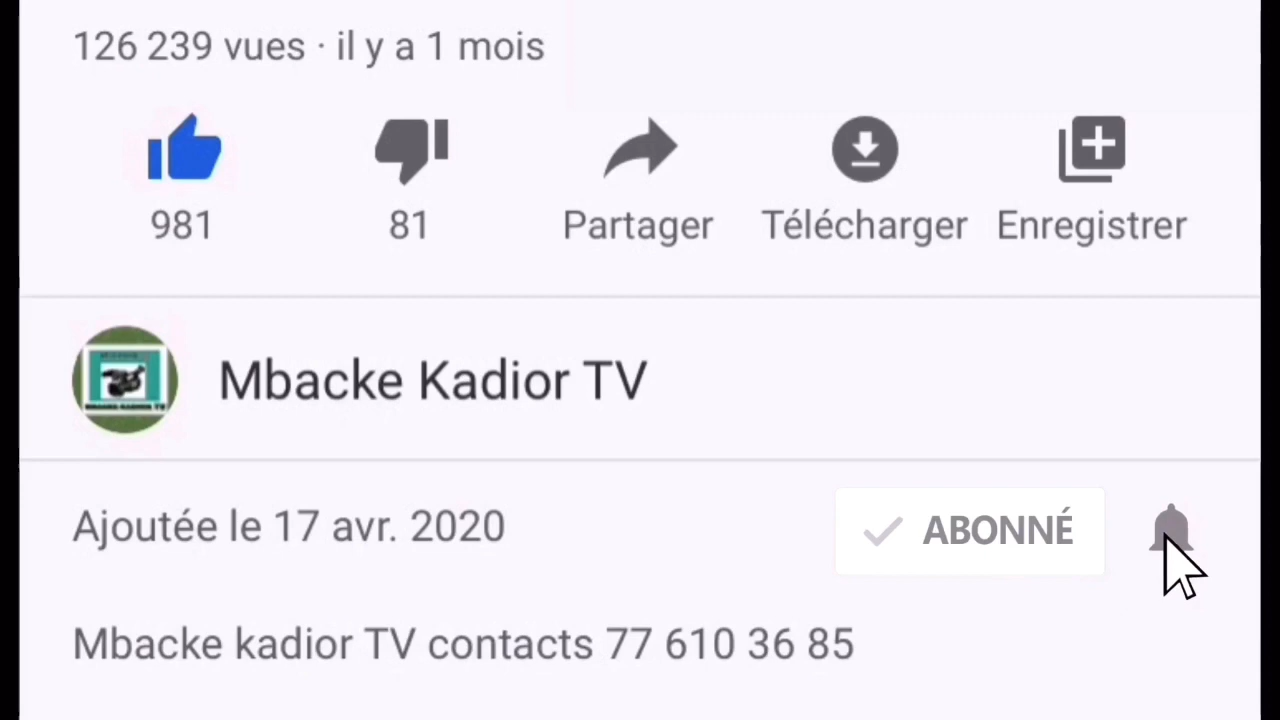 126 239 vues · il y a 1 mois
981 81 Partager Télécharger Enregistrer
Mbacke Kadior TV
Ajoutée le 17 avr. 2020
ABONNÉ
Mbacke kadior TV contacts 77 610 36 85